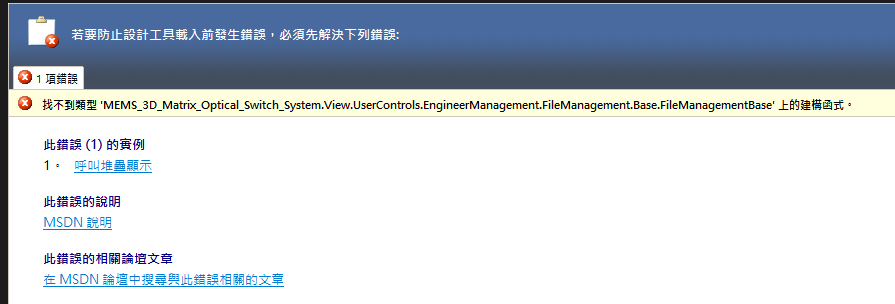 若要防止設計工具載入前發生錯誤，必須先解決下列錯誤:
1 項錯誤
找不到類型 'MEMS_3D_Matrix_Optical_Switch_System.View.UserControls.EngineerManagement.FileManagement.Base.FileManagementBase' 上的建構函式。
此錯誤 (1) 的實例
1。 呼叫堆疊顯示
此錯誤的說明
MSDN 說明
此錯誤的相關論壇文章
在 MSDN 論壇中搜尋與此錯誤相關的文章